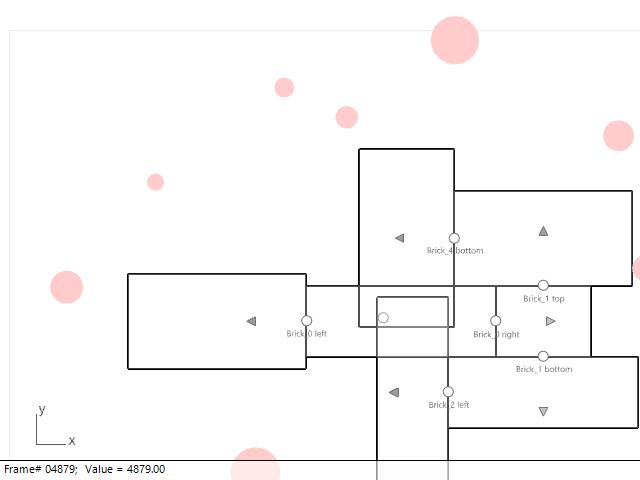 Brick_4 bottom
Brick_1 top
Brick_0 left
Brick_0 right
Brick_1 bottom
Brick_2 left
y
x
Frame# 04879;  Value = 4879.00